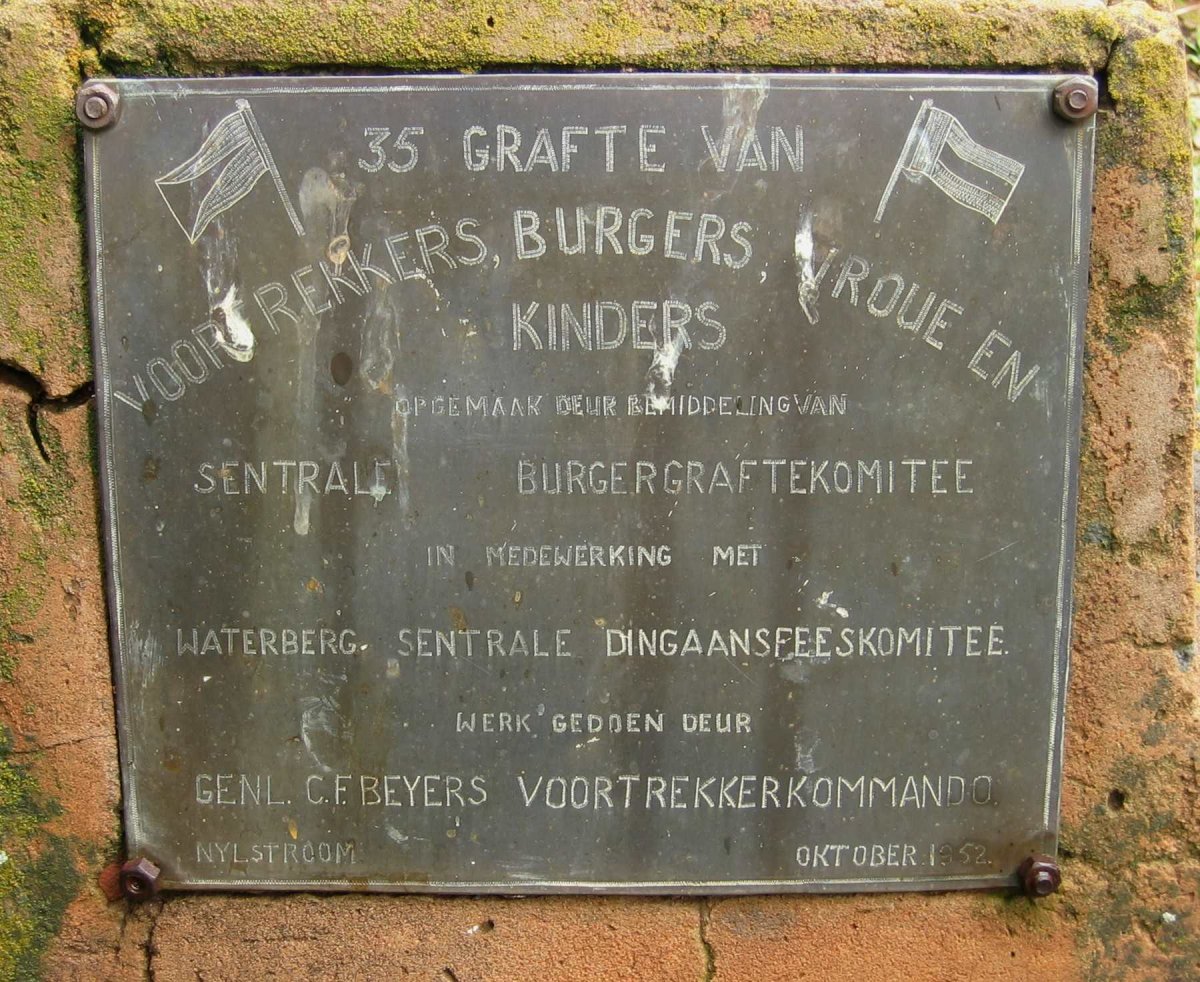 35 GRAFTE VAN
VOORTREKKERS, BURGERS, VROUE EN
KINDERS
OPGEMAAK DEUR BEMIDDELING VAN
SENTRALE BURGERGRAFTEKOMITEE
IN MEDEWERKING MET
WATERBERG. SENTRALE DINGAANSFEESKOMITEE.
WERK GEDOEN DEUR
GENL. C.F. BEYERS VOORTREKKERKOMMANDO.
NYLSTROOM. OKTOBER. 1952.